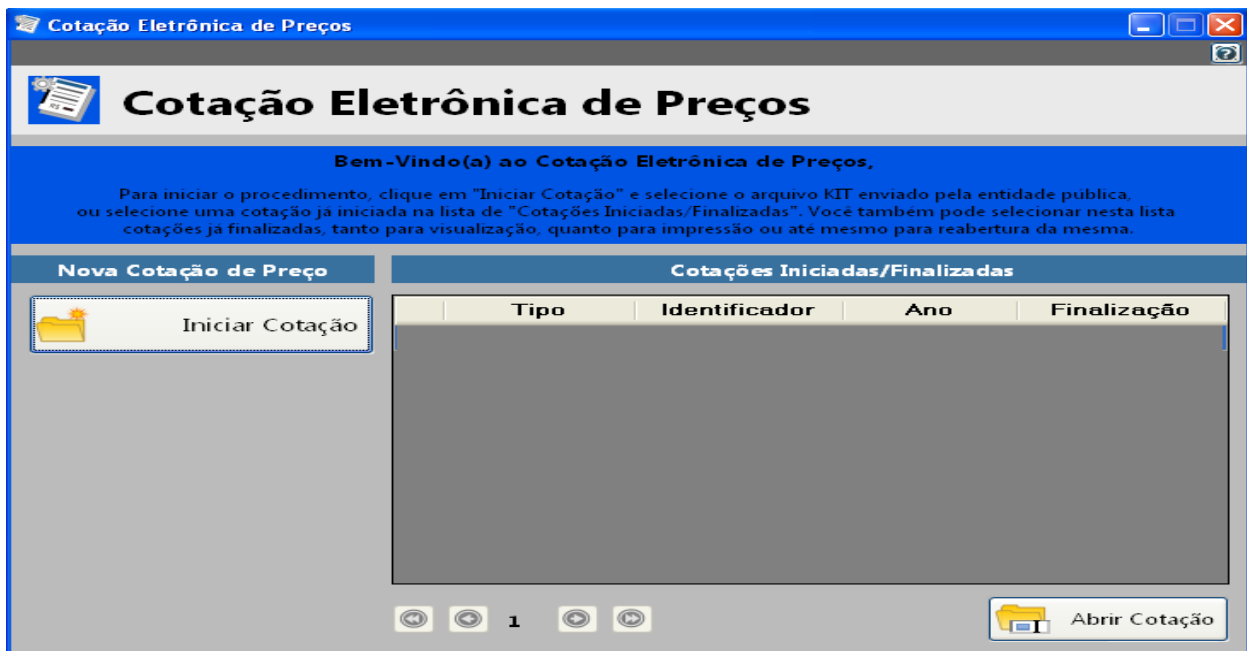 Cotação Eletrônica de Preços
Cotação Eletrônica de Preços
Bem-Vindo(a) ao Cotação Eletrônica de Preços,
Para iniciar o procedimento, clique em "Iniciar Cotação" e selecione o arquivo KIT enviado pela entidade pública,
ou selecione uma cotação já iniciada na lista de "Cotações Iniciadas/Finalizadas". Você também pode selecionar nesta lista
cotações já finalizadas, tanto para visualização, quanto para impressão ou até mesmo para reabertura da mesma.
Nova Cotação de Preço
Cotações Iniciadas/Finalizadas
Iniciar Cotação
Tipo Identificador Ano Finalização
1
Abrir Cotação